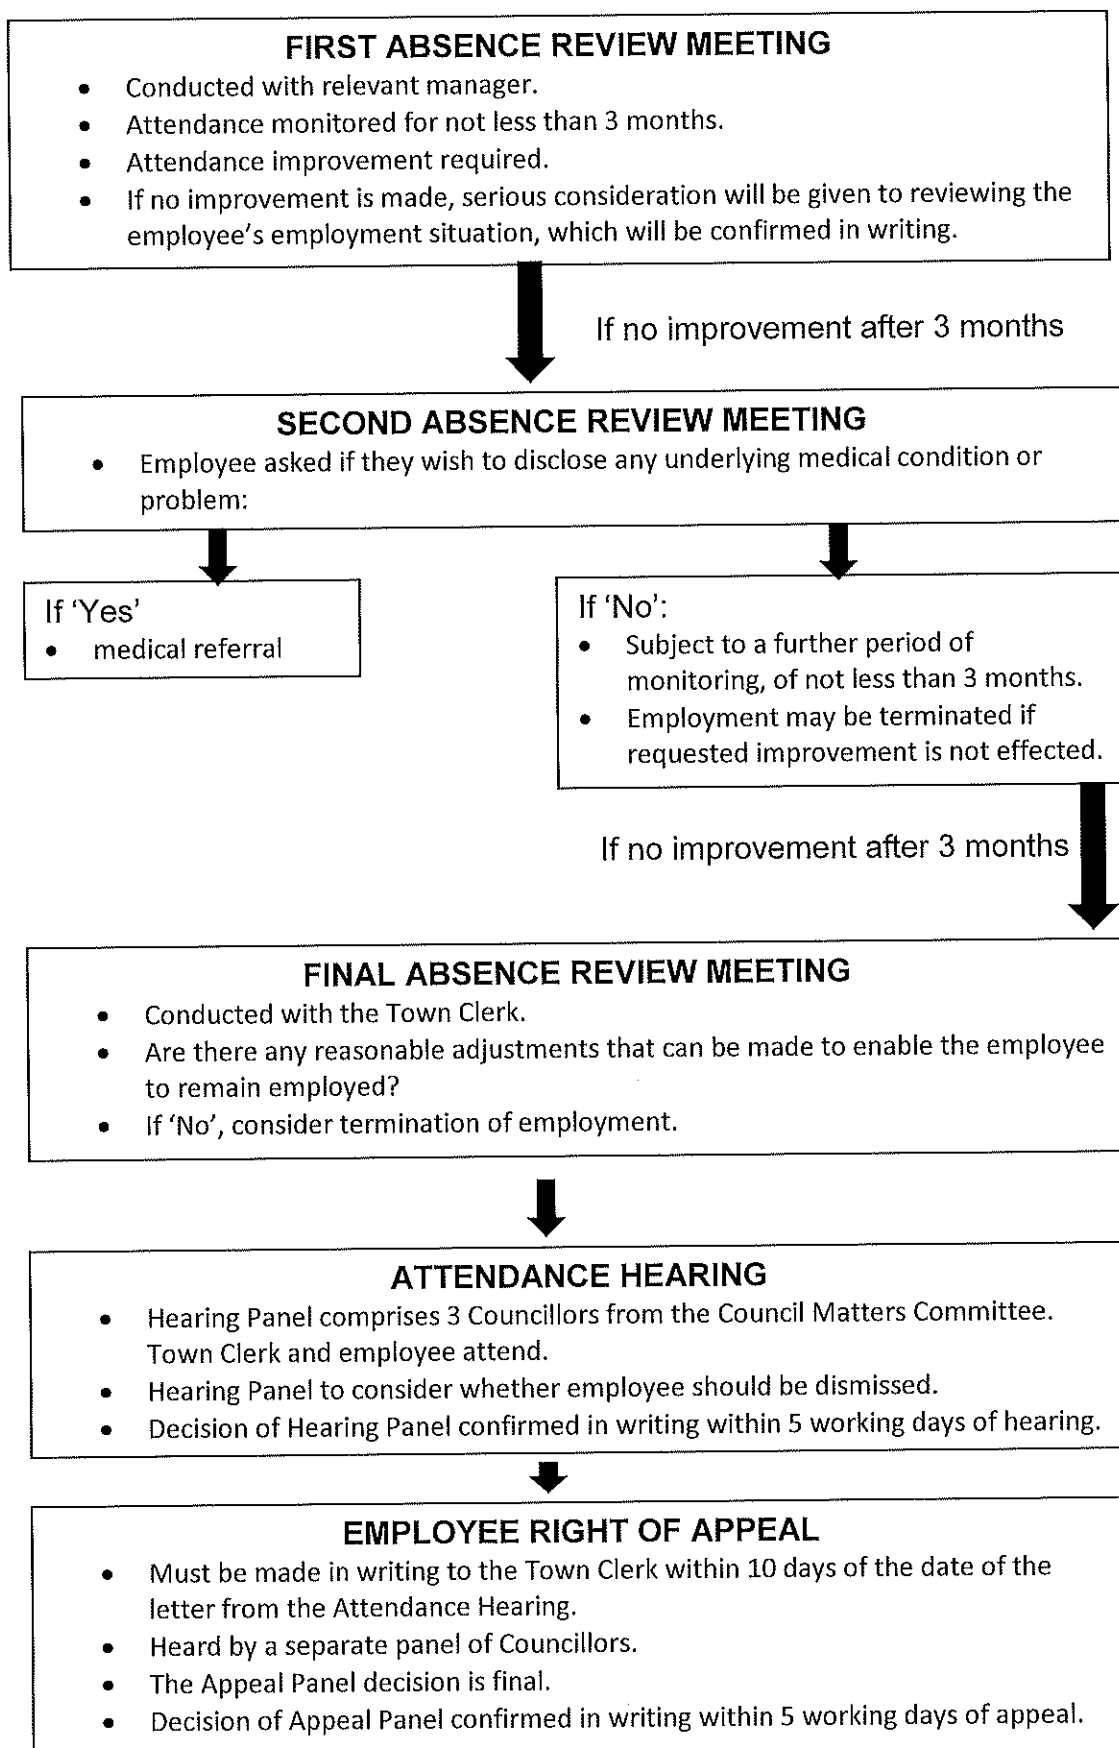 FIRST ABSENCE REVIEW MEETING
• Conducted with relevant manager.
• Attendance monitored for not less than 3 months.
• Attendance improvement required.
• If no improvement is made, serious consideration will be given to reviewing the
employee's employment situation, which will be confirmed in writing.
If no improvement after 3 months
SECOND ABSENCE REVIEW MEETING
• Employee asked if they wish to disclose any underlying medical condition or
problem:
If 'Yes'
• medical referral
If 'No':
• Subject to a further period of
monitoring, of not less than 3 months.
• Employment may be terminated if
requested improvement is not effected.
If no improvement after 3 months
FINAL ABSENCE REVIEW MEETING
• Conducted with the Town Clerk.
• Are there any reasonable adjustments that can be made to enable the employee
to remain employed?
• If 'No', consider termination of employment.
ATTENDANCE HEARING
• Hearing Panel comprises 3 Councillors from the Council Matters Committee.
Town Clerk and employee attend.
• Hearing Panel to consider whether employee should be dismissed.
• Decision of Hearing Panel confirmed in writing within 5 working days of hearing.
EMPLOYEE RIGHT OF APPEAL
• Must be made in writing to the Town Clerk within 10 days of the date of the
letter from the Attendance Hearing.
• Heard by a separate panel of Councillors.
• The Appeal Panel decision is final.
• Decision of Appeal Panel confirmed in writing within 5 working days of appeal.